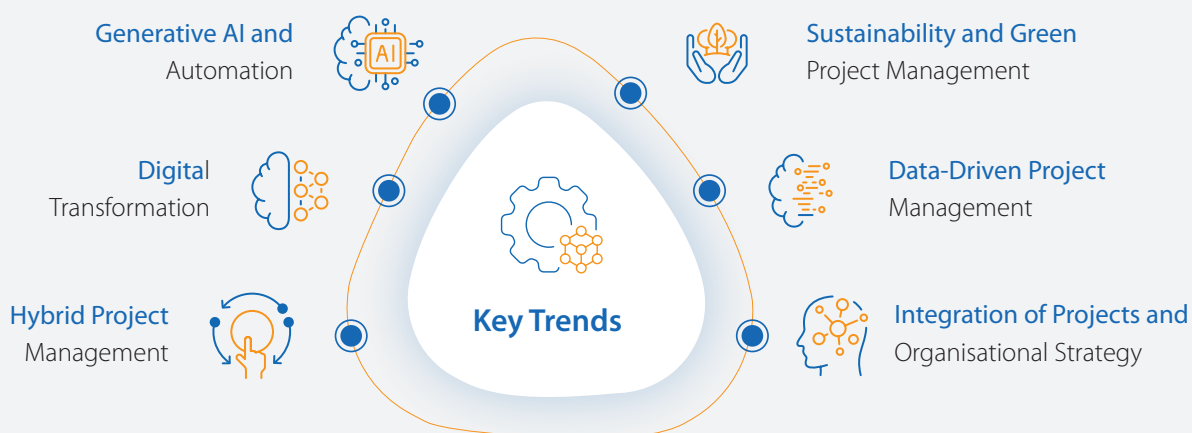 Generative AI and
Automation
AI
Digital
Transformation
Hybrid Project
Management
Key Trends
Sustainability and Green
Project Management
Data-Driven Project
Management
Integration of Projects and
Organisational Strategy